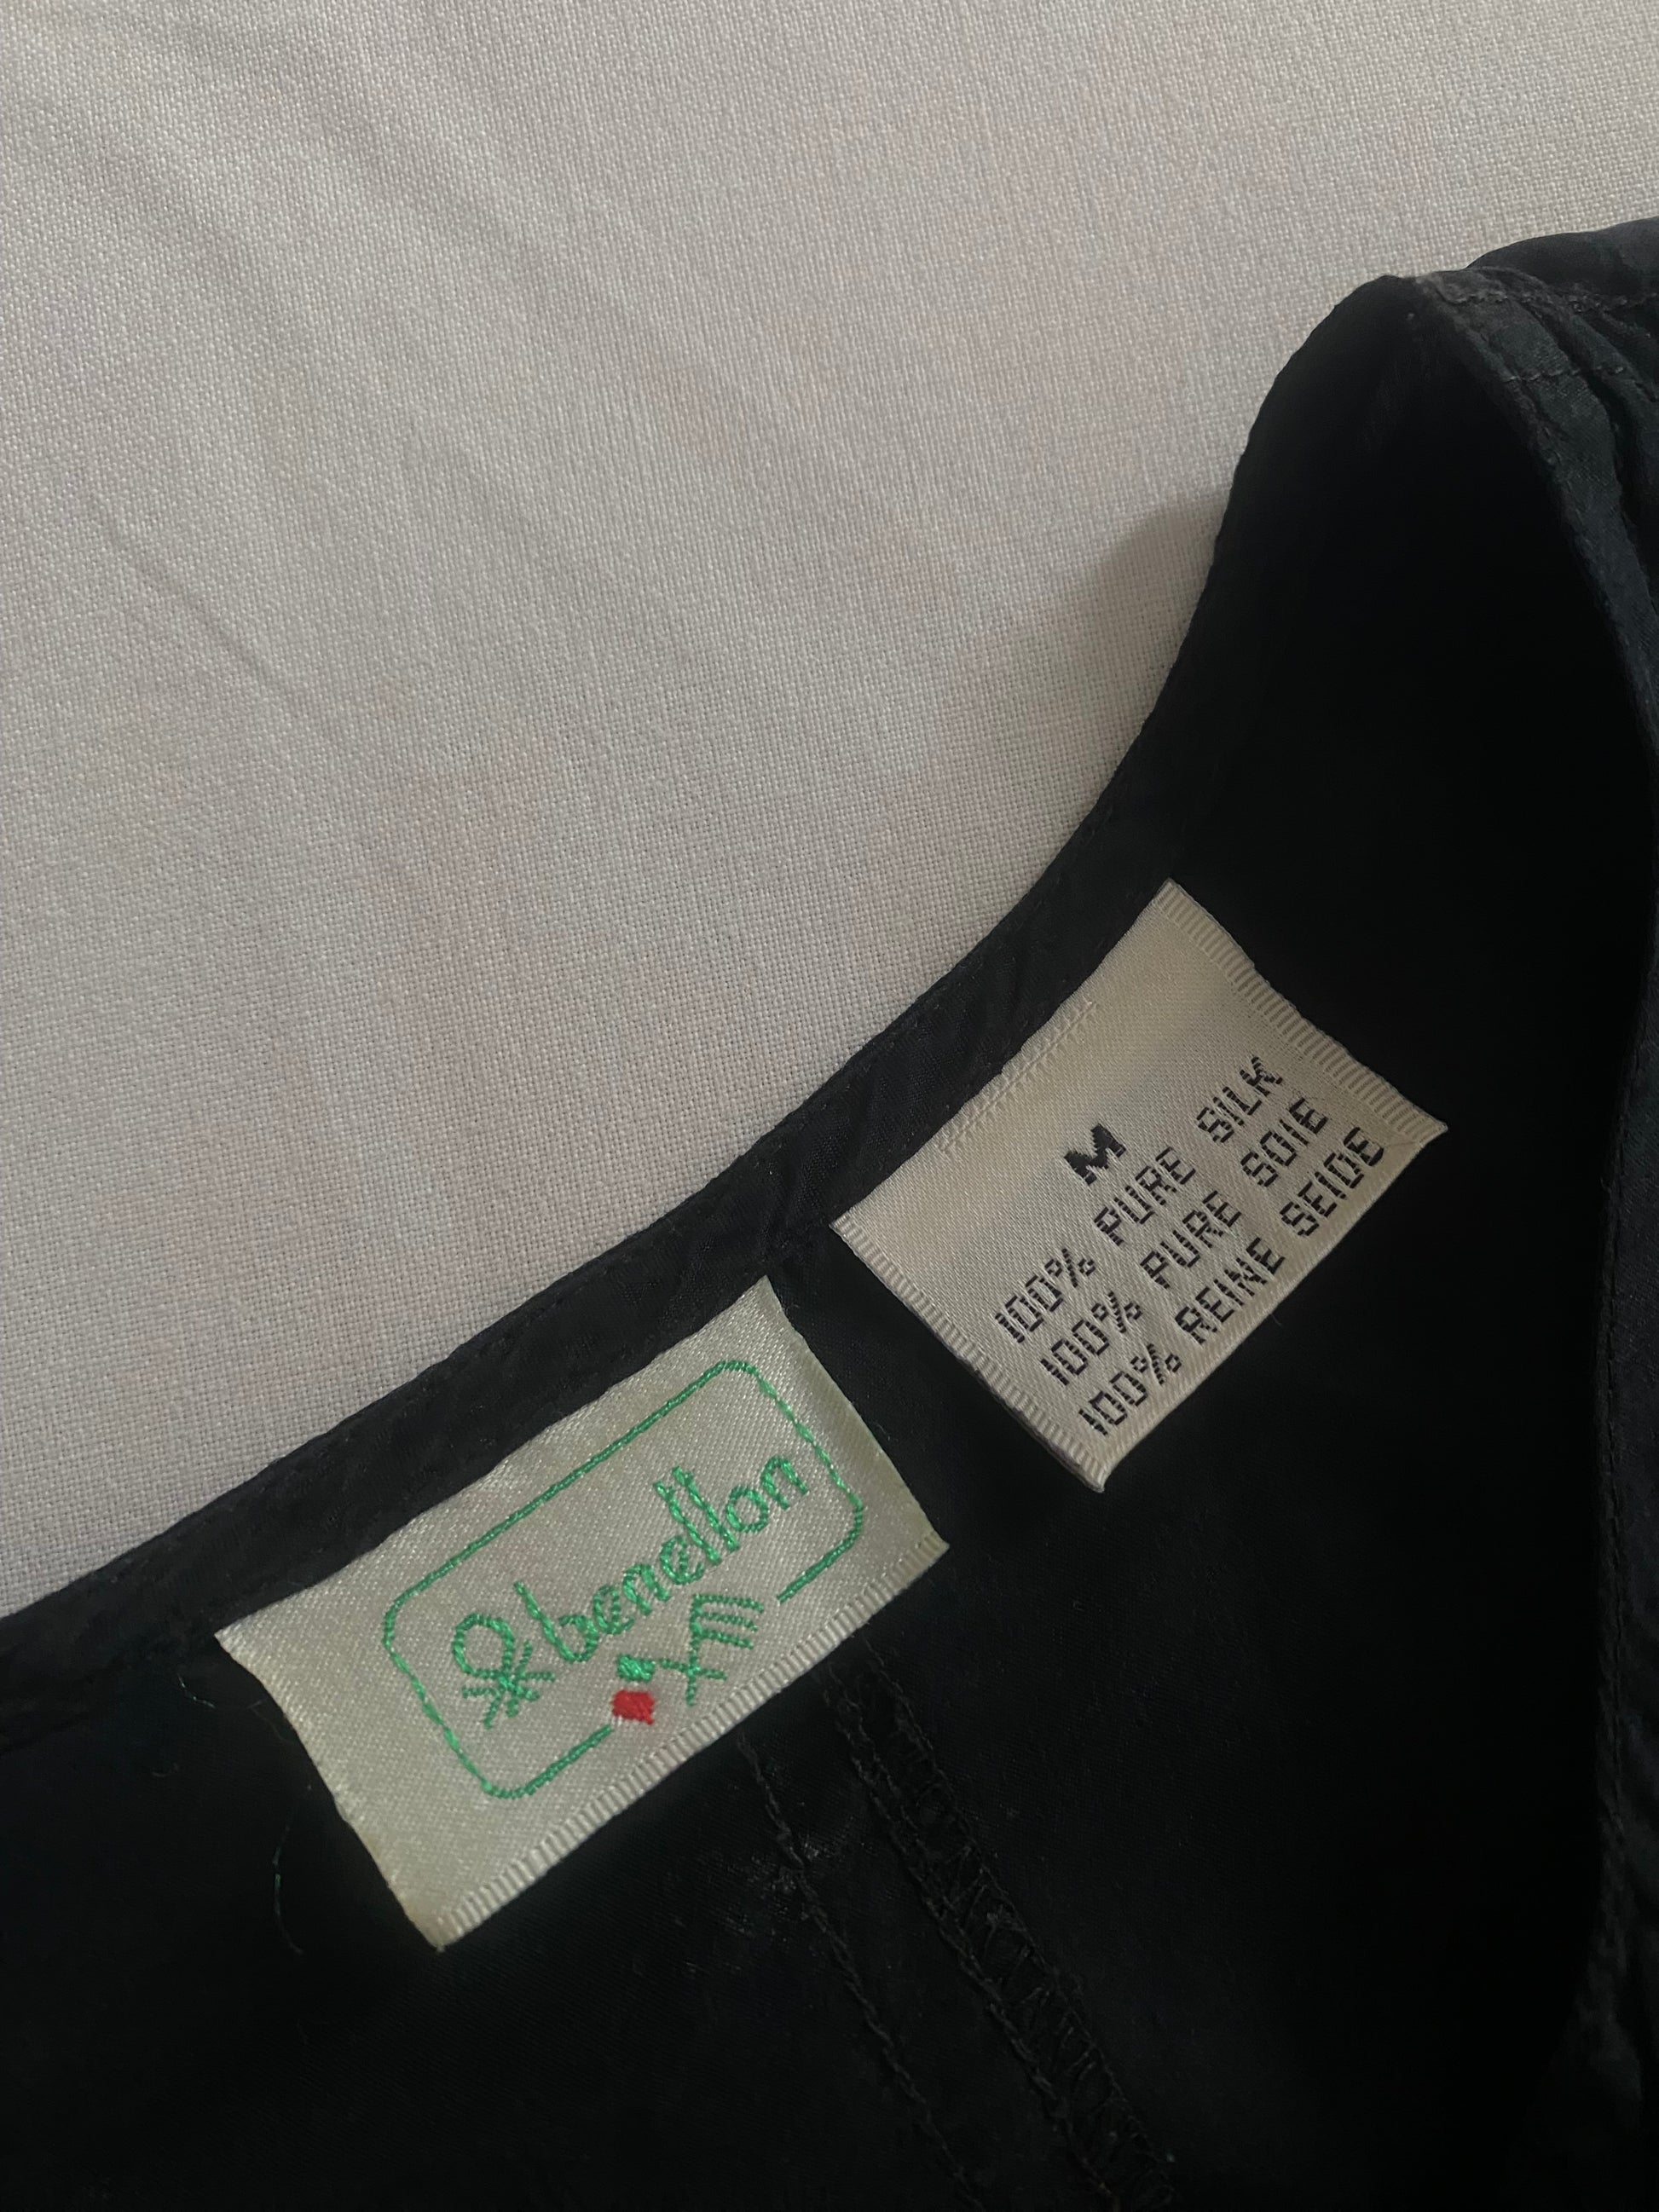 benetton
M
100% PURE SILK
100% PURE SOIE
100% REINE SEIDE